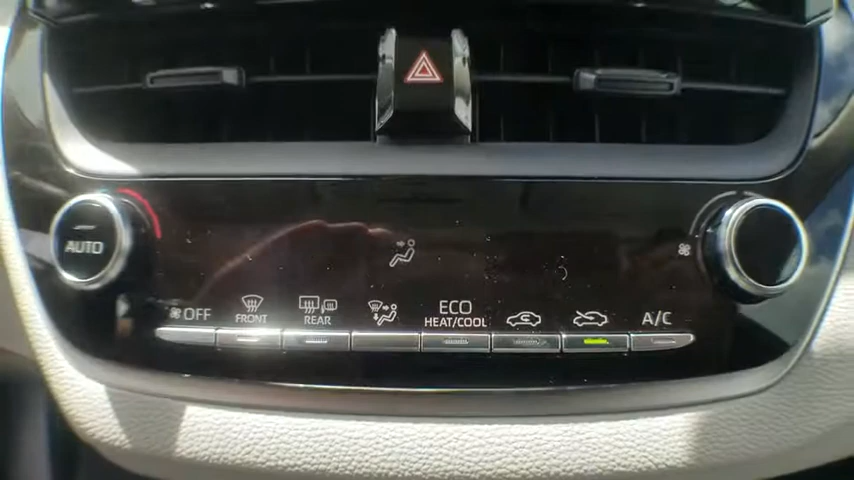 AUTO
OFF
FRONT
REAR
ECO
HEAT/COOL
A/C